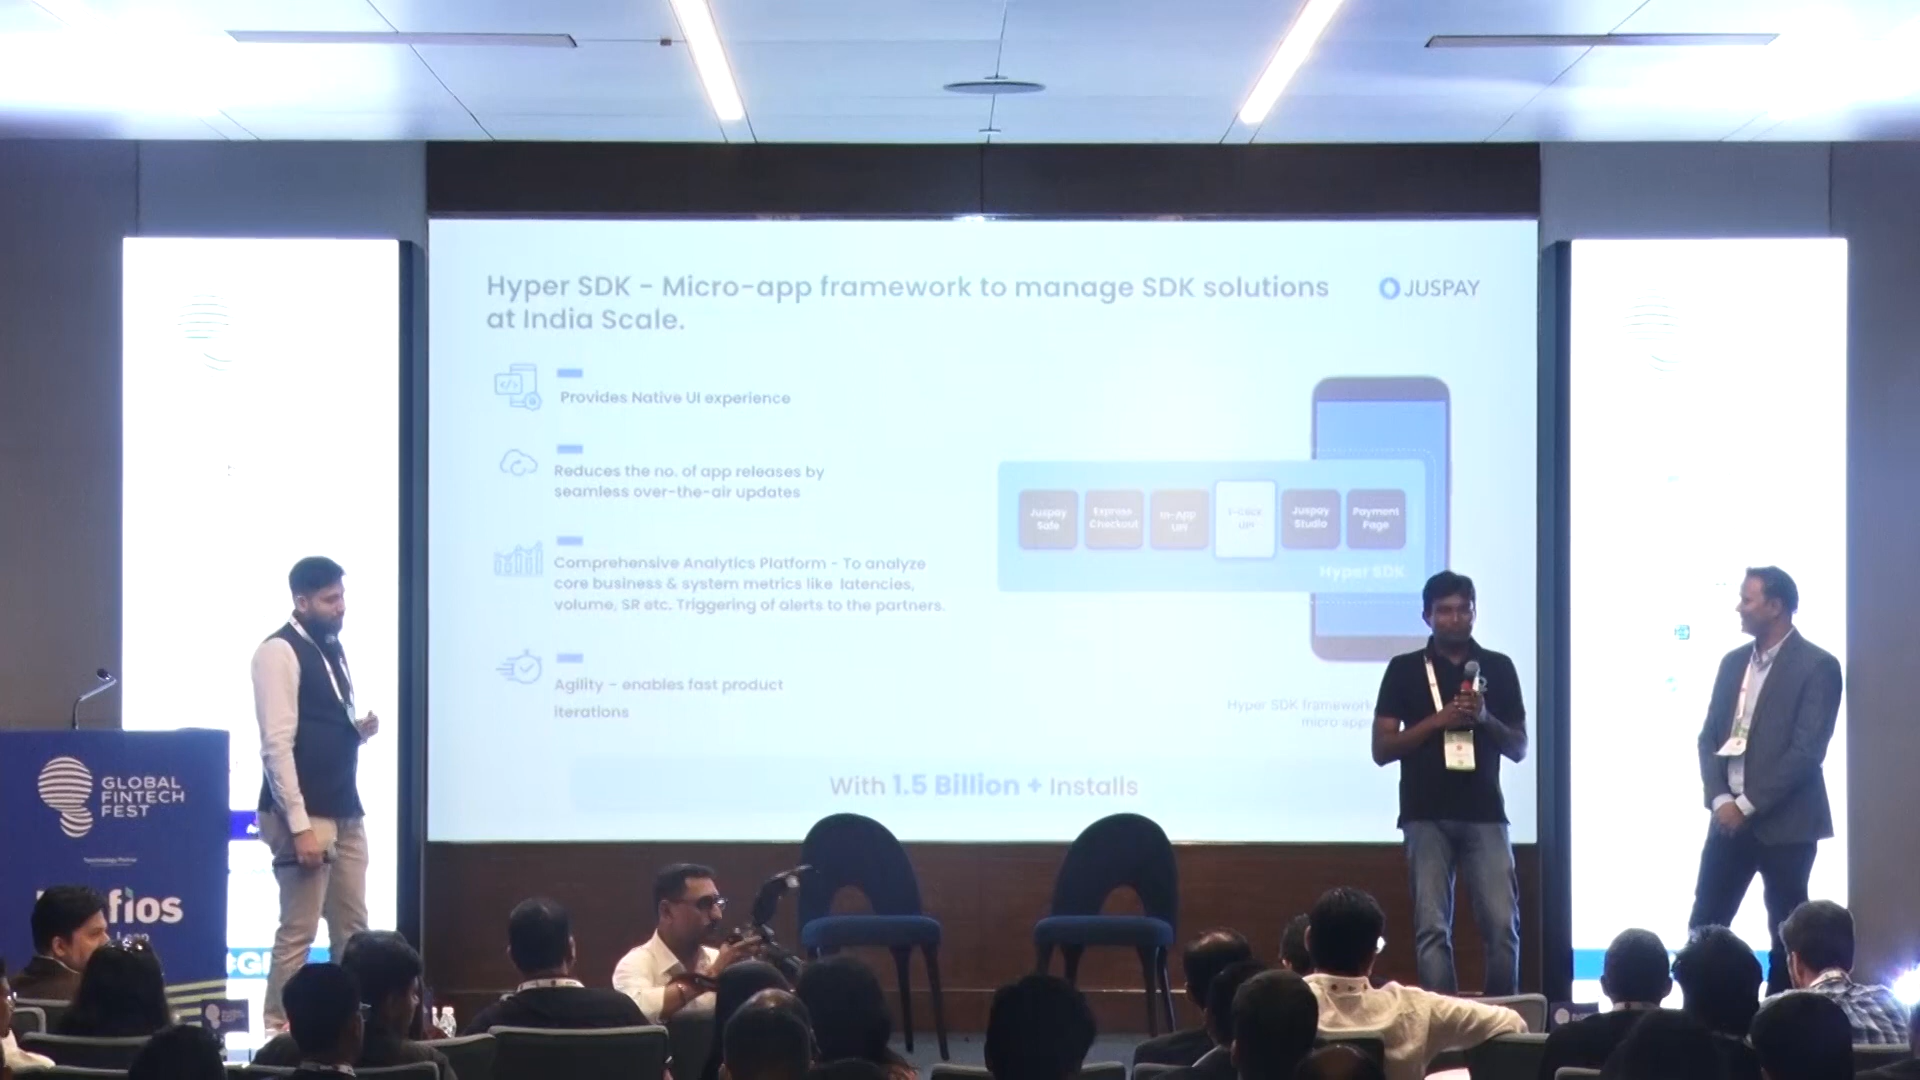 Hyper SDK - Micro-app framework to manage SDK solutions
at India Scale.
JUSPAY
Provides Native UI experience
Reduces the no. of app releases by
seamless over-the-air updates
Comprehensive Analytics Platform - To analyze
core business & system metrics like latencies,
volume, SR etc. Triggering of alerts to the partners.
Agility - enables fast product
iterations
Juspay
Safe
Express
Checkout
In-App
UPI
UPI
Juspay
Studio
Payment
Page
Hyper SDK
Hyper SDK framework
micro app
With 1.5 Billion + Installs
GLOBAL
FINTECH
FEST
fios